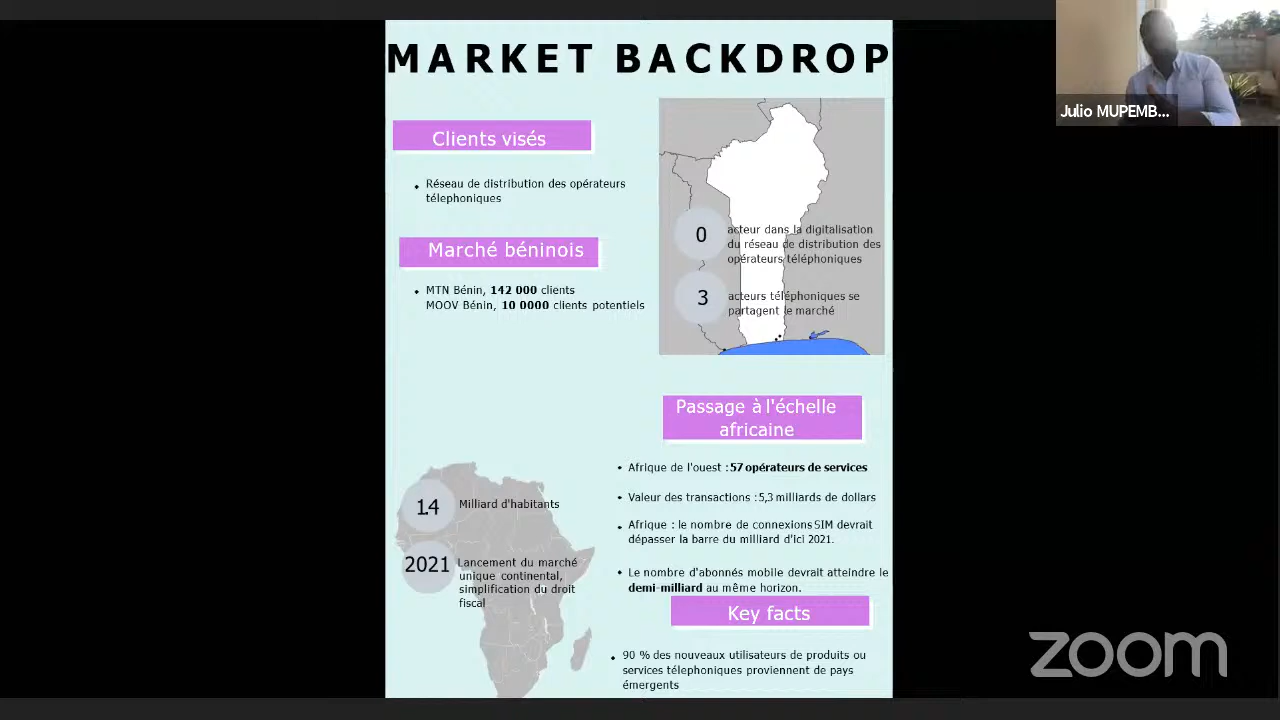 MARKET BACKDROP
Julio MUPEMB...
Clients visés
Réseau de distribution des opérateurs
télephoniques
Marché béninois
MTN Bénin, 142 000 clients
MOOV Bénin, 10 0000 clients potentiels
0
acteur dans la digitalisation
du réseau de distribution des
opérateurs téléphoniques
3
acteurs téléphoniques se
partagent le marché
Passage à l'échelle
africaine
Afrique de l'ouest : 57 opérateurs de services
Valeur des transactions : 5,3 milliards de dollars
Afrique : le nombre de connexions SIM devrait
dépasser la barre du milliard d'ici 2021.
Le nombre d'abonnés mobile devrait atteindre le
demi-milliard au même horizon.
1.4
Milliard d'habitants
2021
Lancement du marché
unique continental,
simplification du droit
fiscal
Key facts
90 % des nouveaux utilisateurs de produits ou
services télephoniques proviennent de pays
émergents
zoom